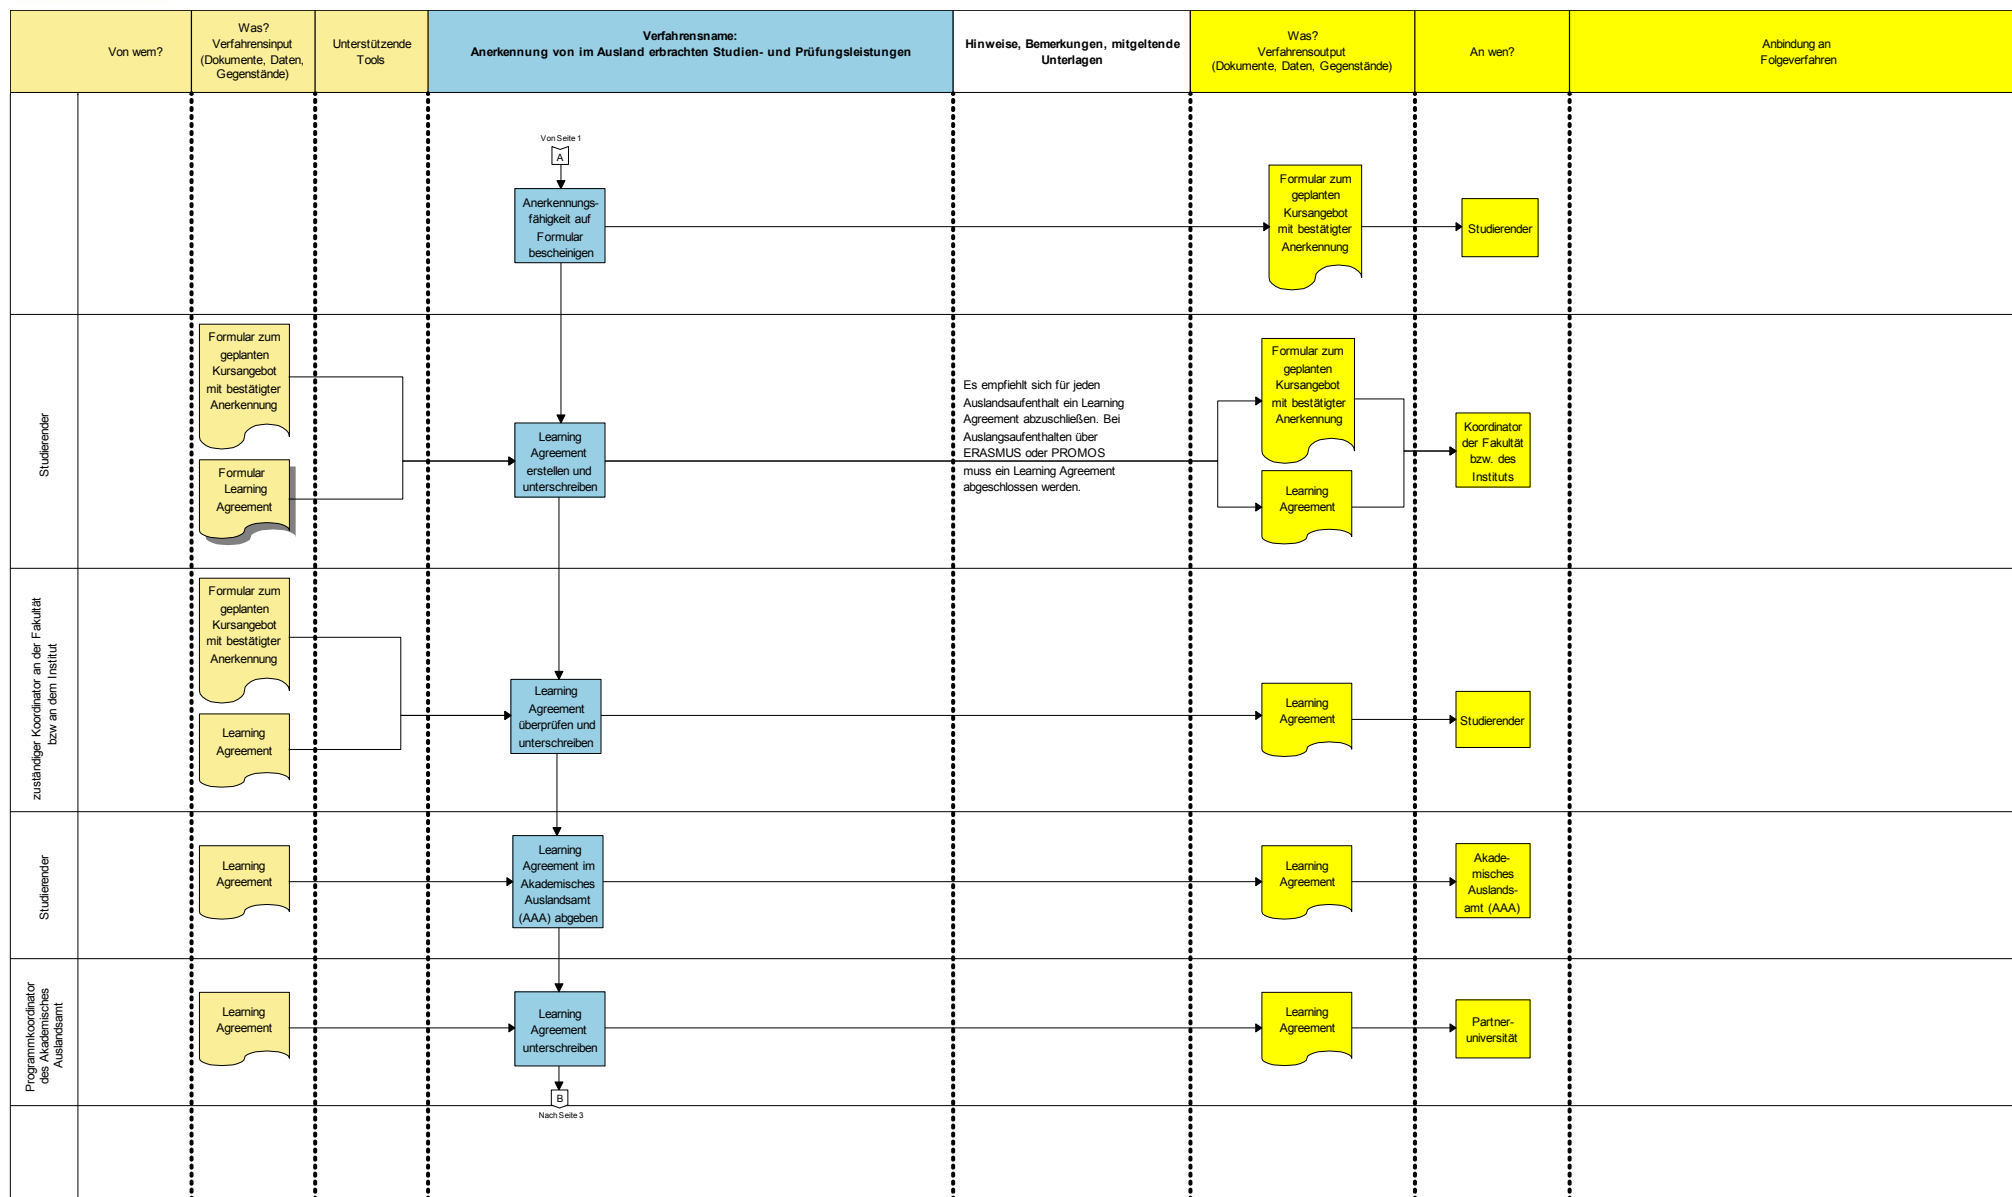 Von wem?
Was?
Verfahrensinput
(Dokumente, Daten,
Gegenstände)
Unterstützende
Tools
Verfahrensname:
Anerkennung von im Ausland erbrachten Studien- und Prüfungsleistungen
Hinweise, Bemerkungen, mitgeltende
Unterlagen
Was?
Verfahrensoutput
(Dokumente, Daten, Gegenstände)
An wen?
Anbindung an
Folgeverfahren
Von Seite 1
A
Anerkennungs-
fähigkeit auf
Formular
bescheinigen
Formular zum
geplanten
Kursangebot
mit bestätigter
Anerkennung
Studierender
Studierender
Formular zum
geplanten
Kursangebot
mit bestätigter
Anerkennung
Formular
Learning
Agreement
Learning
Agreement
erstellen und
unterschreiben
Es empfiehlt sich für jeden
Auslandsaufenthalt ein Learning
Agreement abzuschließen. Bei
Auslangsaufenthalten über
ERASMUS oder PROMOS
muss ein Learning Agreement
abgeschlossen werden.
Formular zum
geplanten
Kursangebot
mit bestätigter
Anerkennung
Learning
Agreement
Koordinator
der Fakultät
bzw. des
Instituts
zuständiger Koordinator an der Fakultät
bzw an dem Institut
Formular zum
geplanten
Kursangebot
mit bestätigter
Anerkennung
Learning
Agreement
Learning
Agreement
überprüfen und
unterschreiben
Learning
Agreement
Studierender
Studierender
Learning
Agreement
Learning
Agreement im
Akademisches
Auslandsamt
(AAA) abgeben
Learning
Agreement
Akade-
misches
Auslands-
amt (AAA)
Programmkoordinator
des Akademisches
Auslandsamt
Learning
Agreement
Learning
Agreement
unterschreiben
Learning
Agreement
Partner-
universität
B
Nach Seite 3